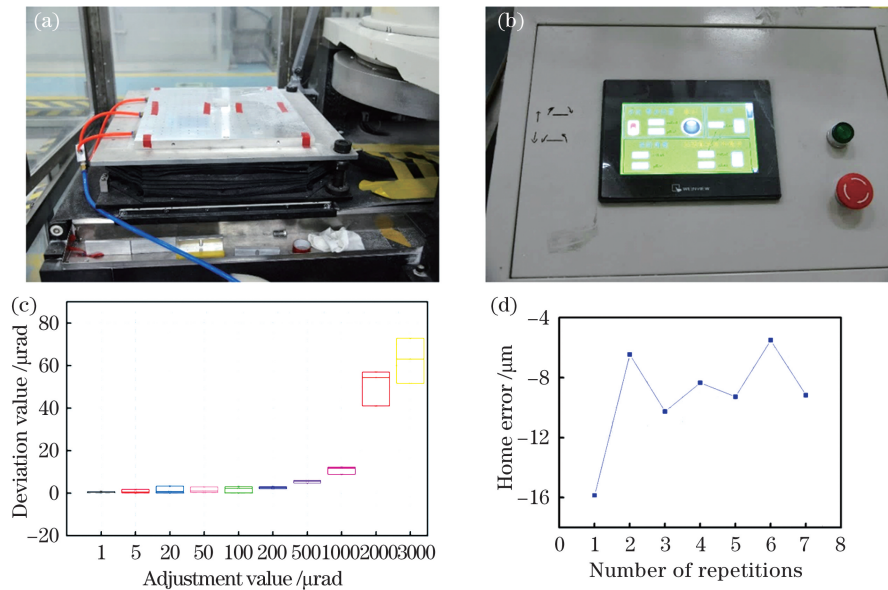 (a)
(b)
WEINVIEW
(c)
Deviation value /μrad
80
60
40
20
0
−20
1 5 20 50 100 200 500 1000 2000 3000
Adjustment value /μrad
(d)
Home error /μm
−4
−8
−12
−16
0 1 2 3 4 5 6 7 8
Number of repetitions